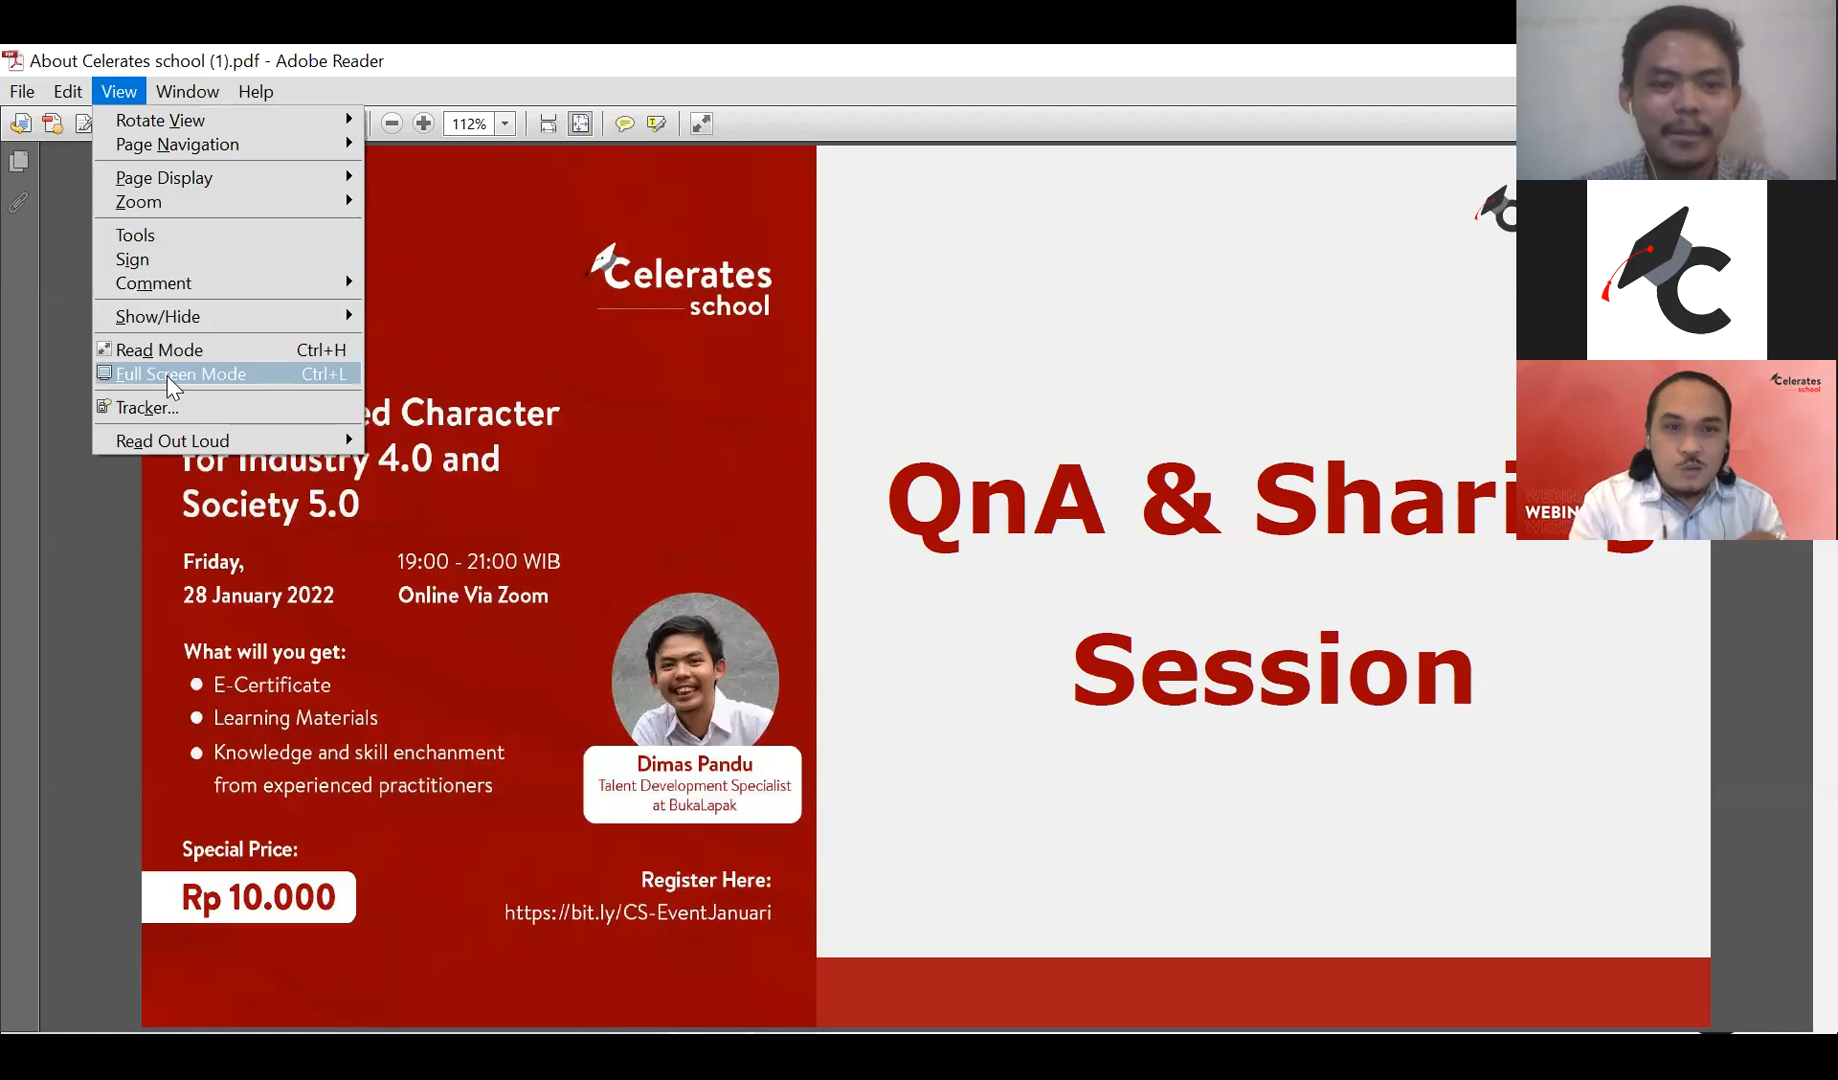 About Celerates school (1).pdf - Adobe Reader
File Edit View Window Help
Rotate View
Page Navigation
Page Display
Zoom
Tools
Sign
Comment
Show/Hide
Read Mode Ctrl+H
Full Screen Mode Ctrl+L
Tracker...
Read Out Loud
112%
Celerates
school
Character
for Industry 4.0 and
Society 5.0
Friday, 19:00 - 21:00 WIB
28 January 2022 Online Via Zoom
What will you get:
E-Certificate
Learning Materials
Knowledge and skill enchanment
from experienced practitioners
Dimas Pandu
Talent Development Specialist
at BukaLapak
Special Price:
Rp 10.000
Register Here:
https://bit.ly/CS-EventJanuari
QnA &
Session
C
Celerates
school